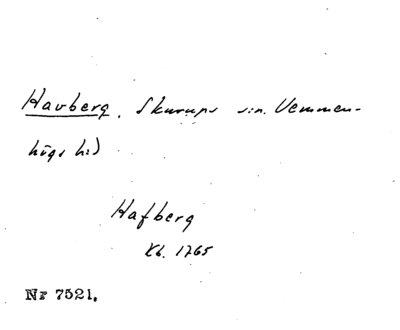 Havberg, Skurups sn. Vemmen-
högs hd
Hafberg
Kb. 1765
Nr 7521.